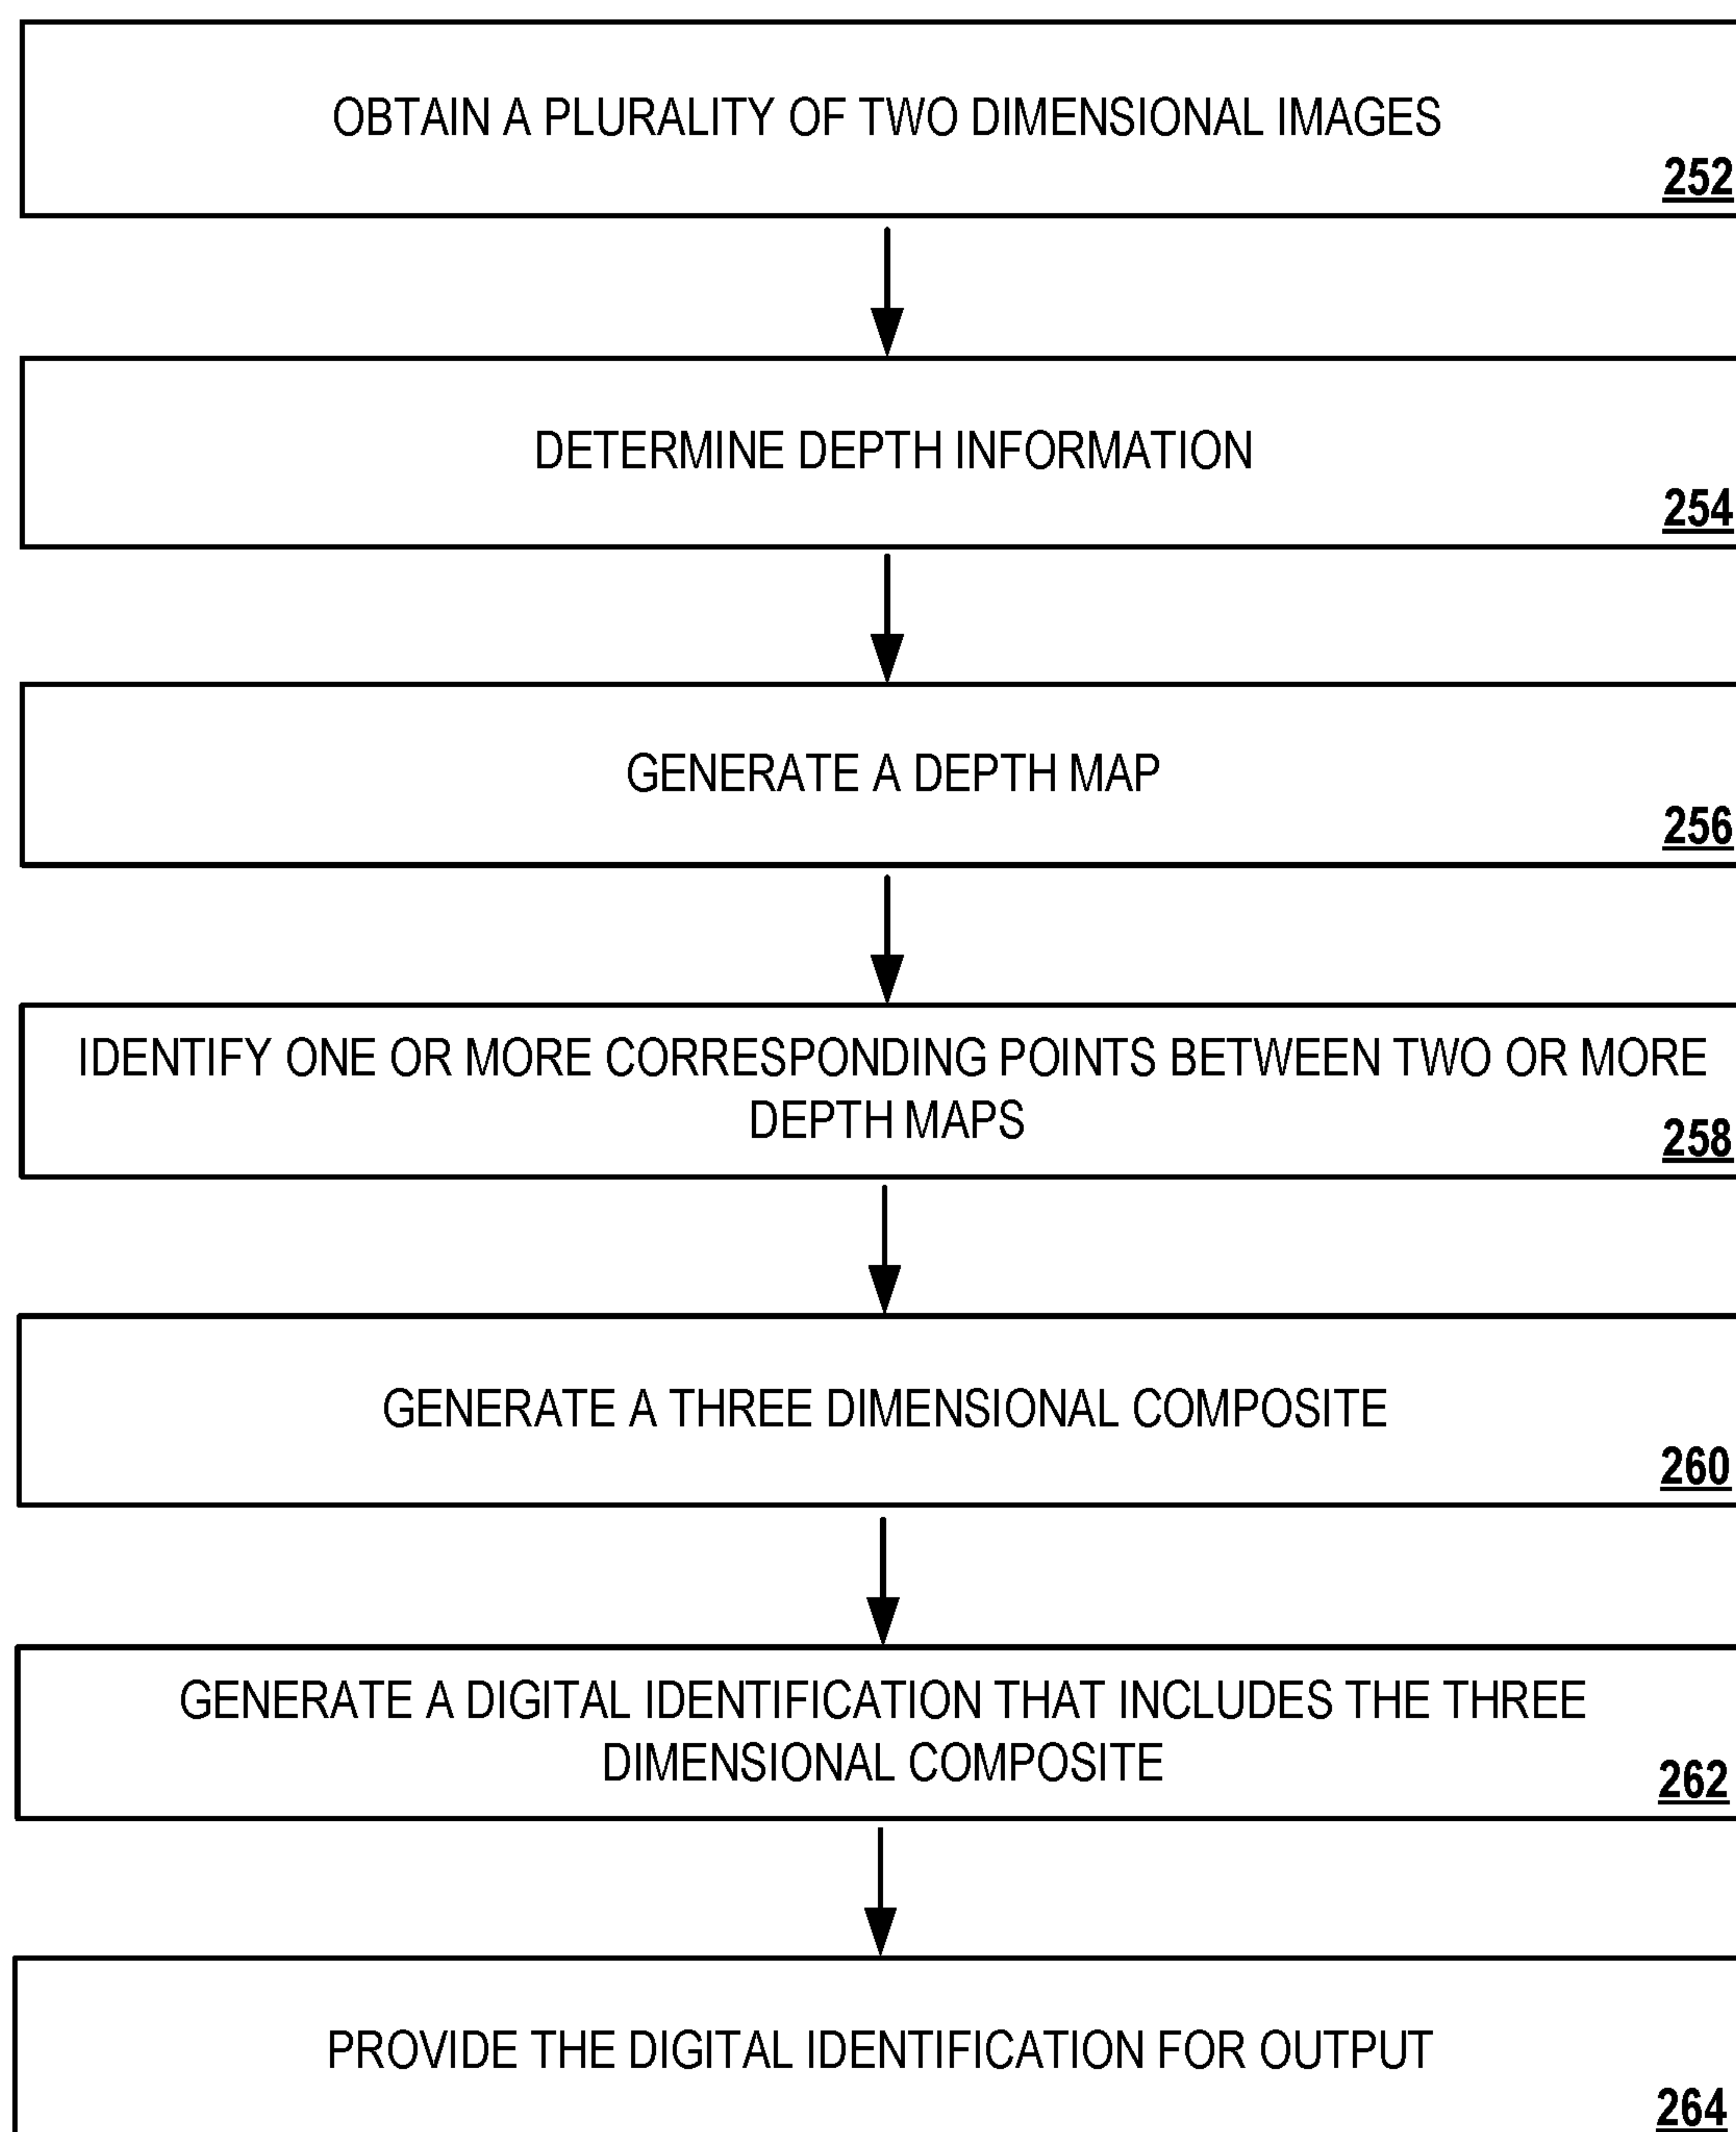 OBTAIN A PLURALITY OF TWO DIMENSIONAL IMAGES
252
DETERMINE DEPTH INFORMATION
254
GENERATE A DEPTH MAP
256
IDENTIFY ONE OR MORE CORRESPONDING POINTS BETWEEN TWO OR MORE
DEPTH MAPS
258
GENERATE A THREE DIMENSIONAL COMPOSITE
260
GENERATE A DIGITAL IDENTIFICATION THAT INCLUDES THE THREE
DIMENSIONAL COMPOSITE
262
PROVIDE THE DIGITAL IDENTIFICATION FOR OUTPUT
264